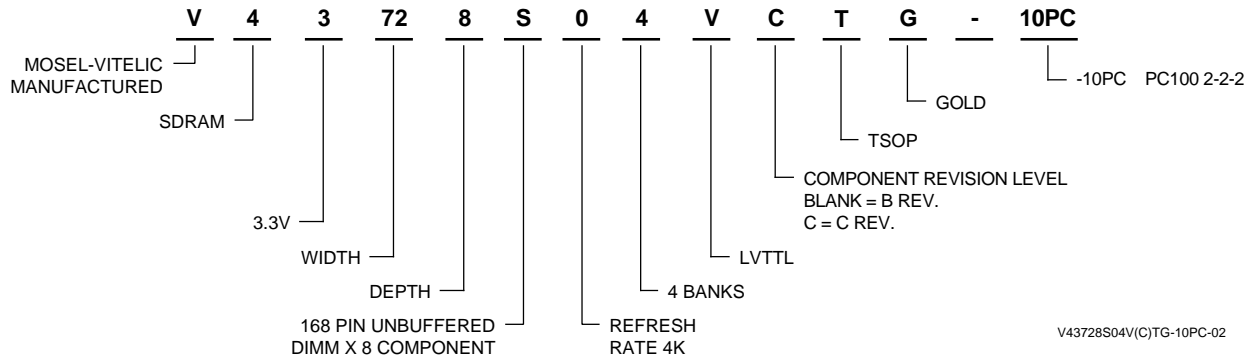 V 4 3 72 8 S 0 4 V C T G - 10PC
MOSEL-VITELIC
MANUFACTURED
-10PC PC100 2-2-2
GOLD
SDRAM
TSOP
COMPONENT REVISION LEVEL
BLANK = B REV.
C = C REV.
3.3V
WIDTH
LVTTL
DEPTH
4 BANKS
168 PIN UNBUFFERED
DIMM X 8 COMPONENT
REFRESH
RATE 4K
V43728S04V(C)TG-10PC-02